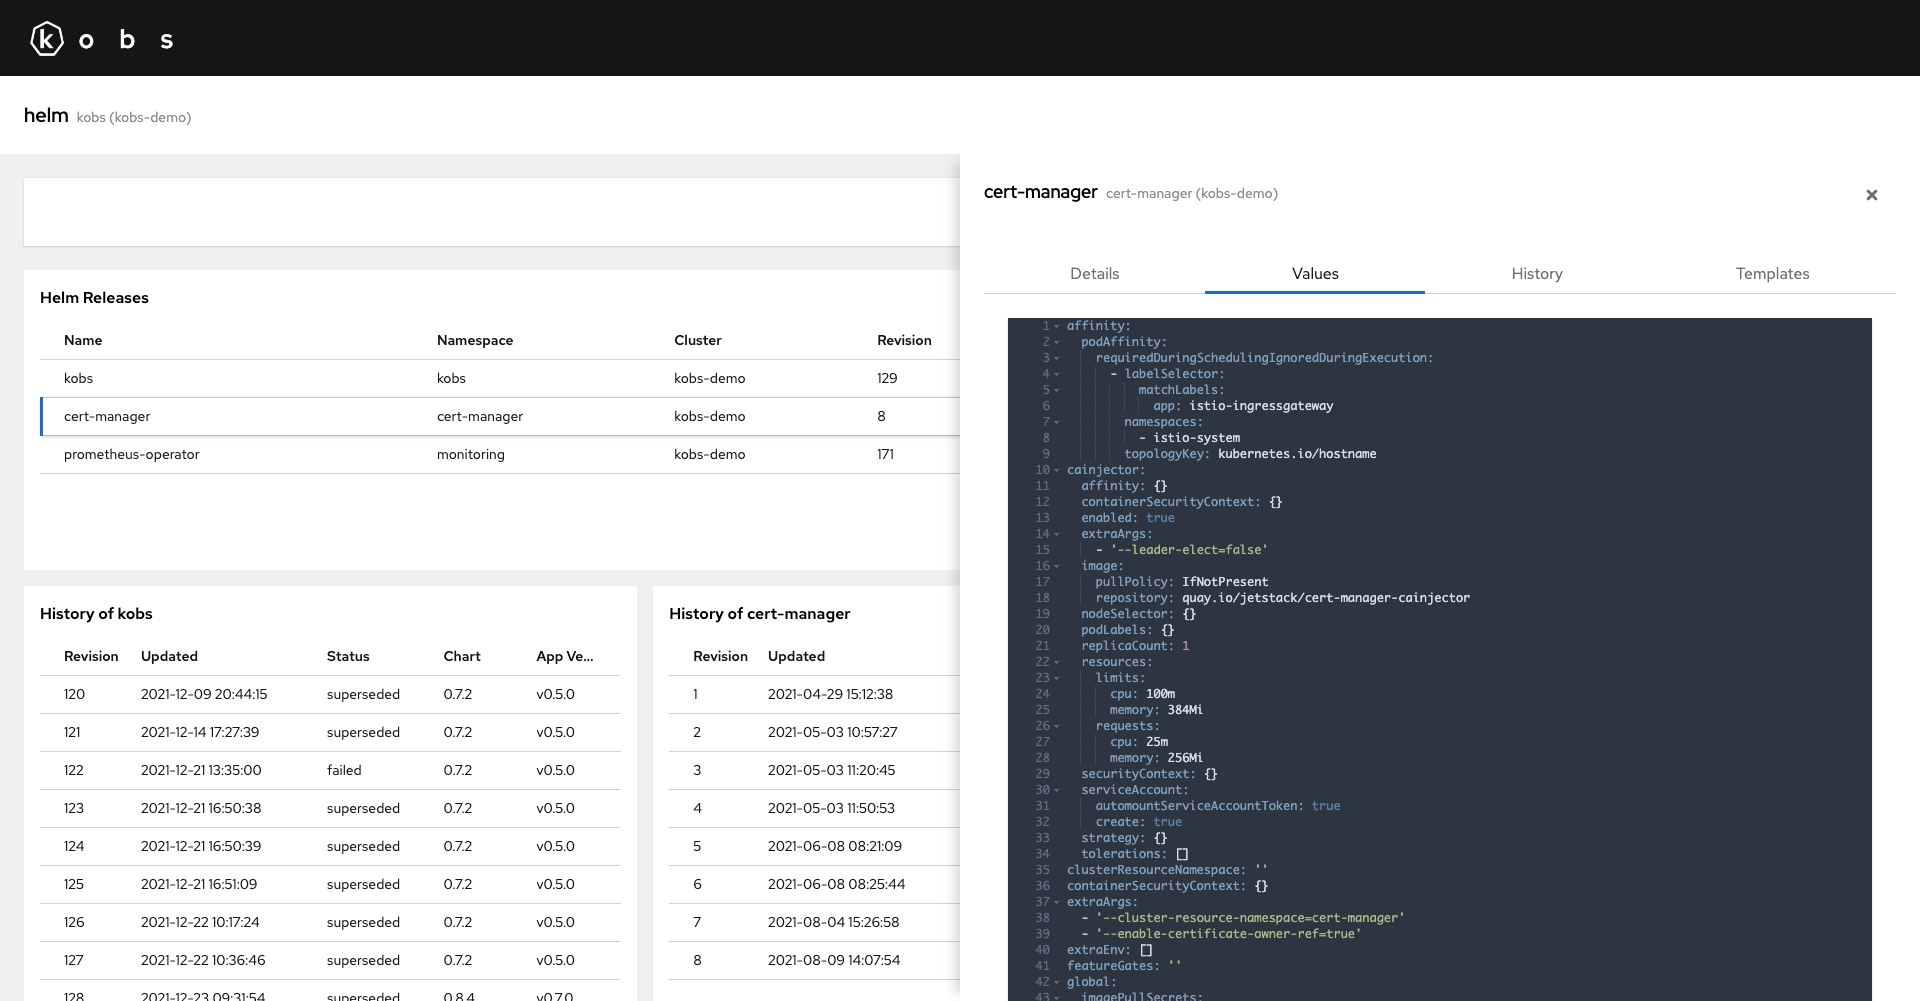 kobs
helm kobs (kobs-demo)
Helm Releases
Name Namespace Cluster Revision
kobs kobs kobs-demo 129
cert-manager cert-manager kobs-demo 8
prometheus-operator monitoring kobs-demo 171
History of kobs
Revision Updated Status Chart App Ve...
120 2021-12-09 20:44:15 superseded 0.7.2 v0.5.0
121 2021-12-14 17:27:39 superseded 0.7.2 v0.5.0
122 2021-12-21 13:35:00 failed 0.7.2 v0.5.0
123 2021-12-21 16:50:38 superseded 0.7.2 v0.5.0
124 2021-12-21 16:50:39 superseded 0.7.2 v0.5.0
125 2021-12-21 16:51:09 superseded 0.7.2 v0.5.0
126 2021-12-22 10:17:24 superseded 0.7.2 v0.5.0
127 2021-12-22 10:36:46 superseded 0.7.2 v0.5.0
128 2021-12-23 09:31:54 superseded 0.8.4 v0.7.0
History of cert-manager
Revision Updated
1 2021-04-29 15:12:38
2 2021-05-03 10:57:27
3 2021-05-03 11:20:45
4 2021-05-03 11:50:53
5 2021-06-08 08:21:09
6 2021-06-08 08:25:44
7 2021-08-04 15:26:58
8 2021-08-09 14:07:54
cert-manager cert-manager (kobs-demo)
Details Values History Templates
1 affinity:
2 podAffinity:
3 requiredDuringSchedulingIgnoredDuringExecution:
4 - labelSelector:
5 matchLabels:
6 app: istio-ingressgateway
7 namespaces:
8 - istio-system
9 topologyKey: kubernetes.io/hostname
10 cainjector:
11 affinity: {}
12 containerSecurityContext: {}
13 enabled: true
14 extraArgs:
15 - '--leader-elect=false'
16 image:
17 pullPolicy: IfNotPresent
18 repository: quay.io/jetstack/cert-manager-cainjector
19 nodeSelector: {}
20 podLabels: {}
21 replicaCount: 1
22 resources:
23 limits:
24 cpu: 100m
25 memory: 384Mi
26 requests:
27 cpu: 25m
28 memory: 256Mi
29 securityContext: {}
30 serviceAccount:
31 automountServiceAccountToken: true
32 create: true
33 strategy: {}
34 tolerations: []
35 clusterResourceNamespace: ''
36 containerSecurityContext: {}
37 extraArgs:
38 - '--cluster-resource-namespace=cert-manager'
39 - '--enable-certificate-owner-ref=true'
40 extraEnv: []
41 featureGates: ''
42 global:
43 imagePullSecrets: